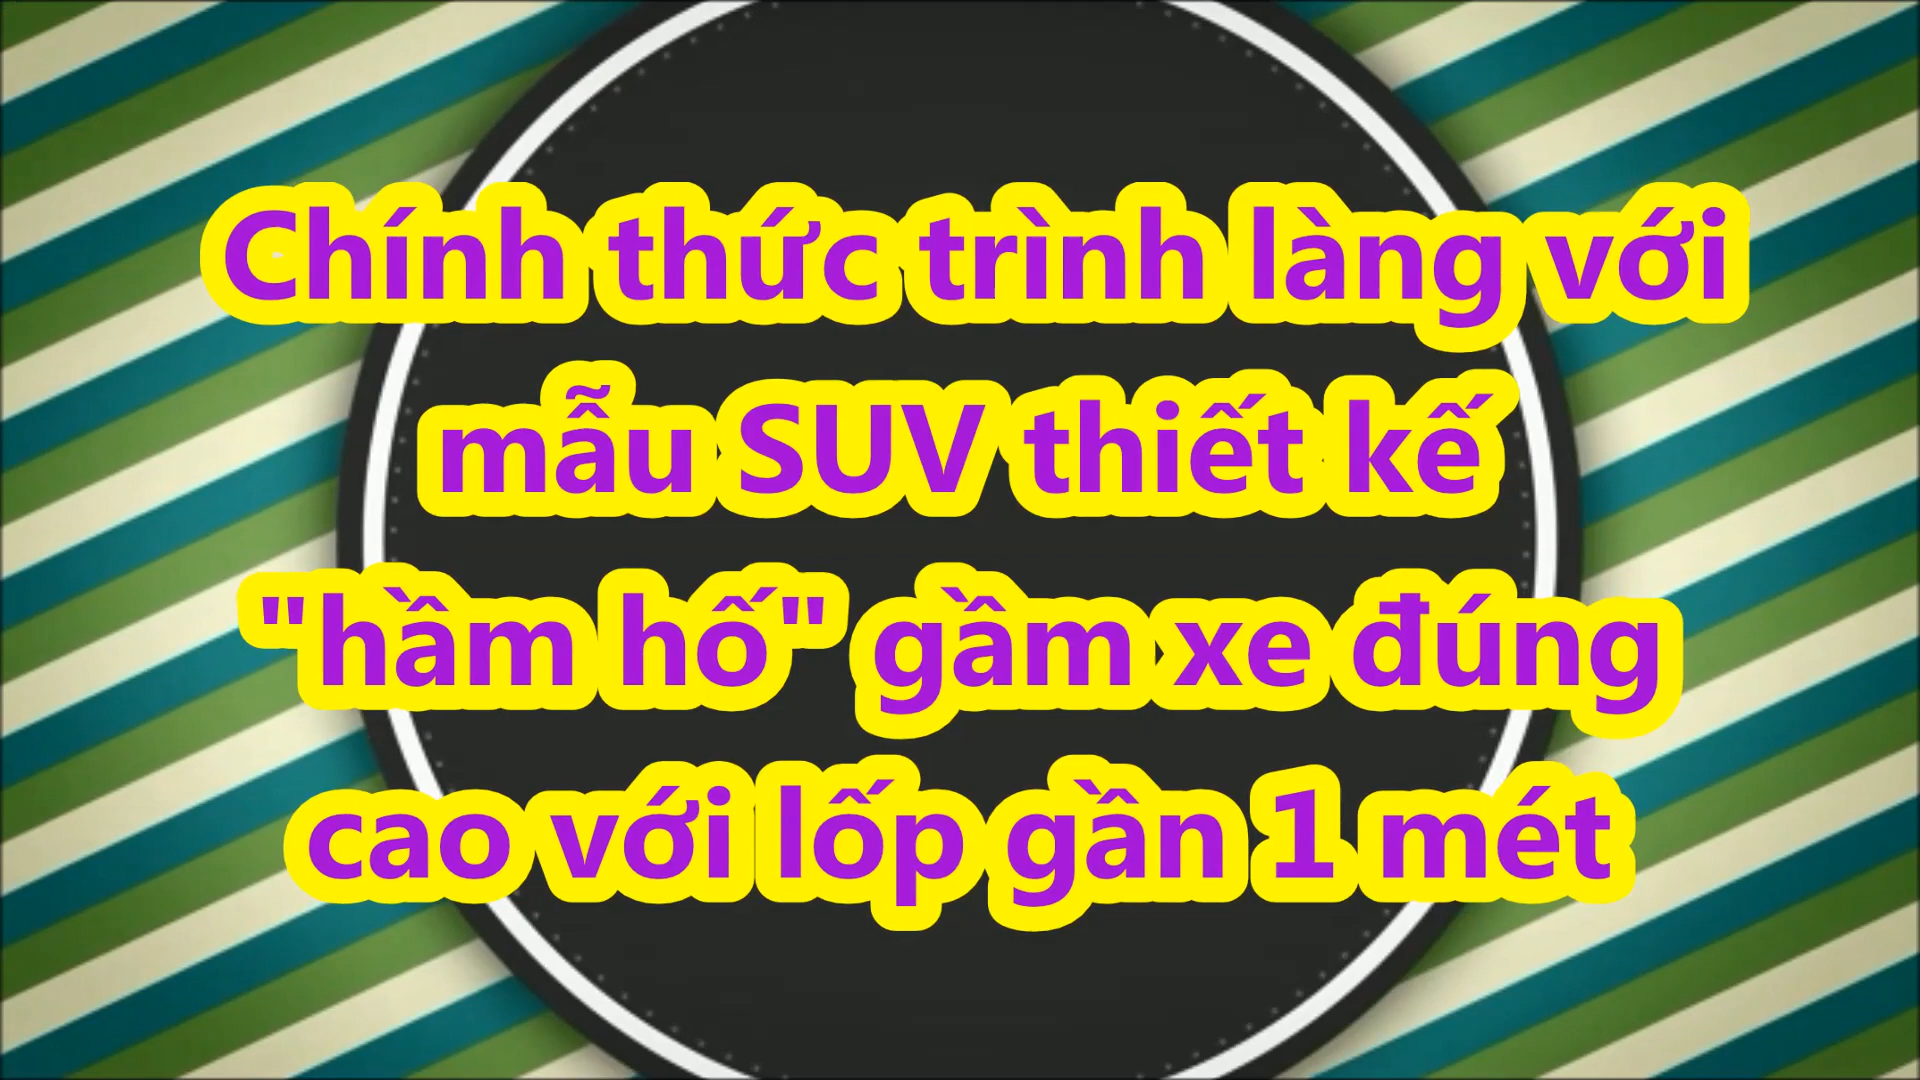 Chính thức trình làng với
mẫu SUV thiết kế
"hầm hố" gầm xe đúng
cao với lốp gần 1 mét